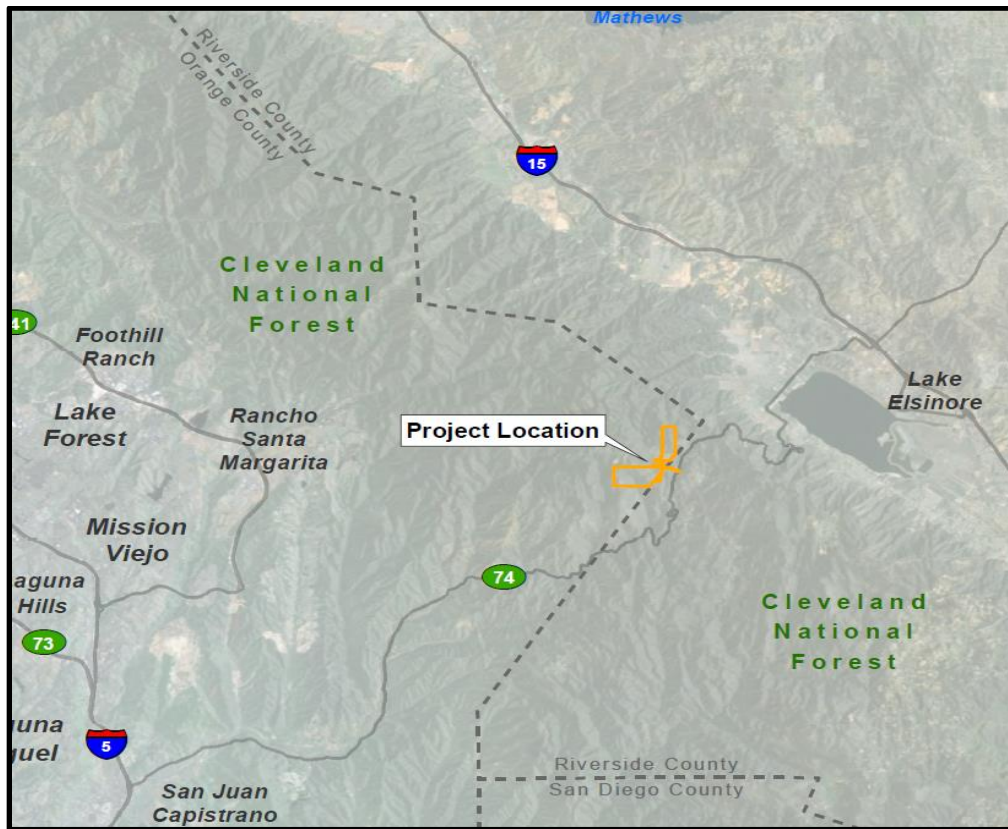 Mathews
Riverside County
Orange County
15
Cleveland
National
Forest
41
Foothill
Ranch
Lake
Forest
Rancho
Santa
Margarita
Project Location
Lake
Elsinore
Mission
Viejo
74
aguna
Hills
73
Cleveland
National
Forest
una
guel
5
Riverside County
San Diego County
San Juan
Capistrano